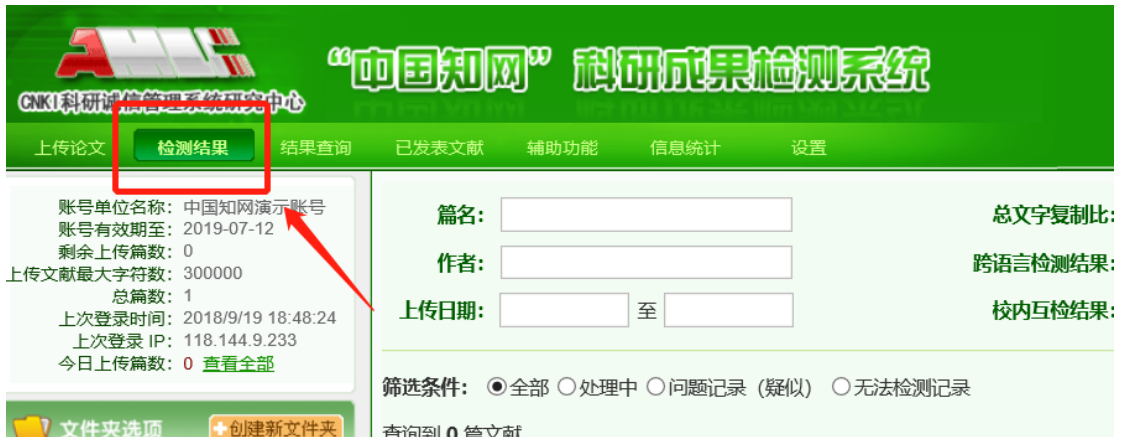 AMLC
CNKI科研诚信管理系统研究中心
“中国知网”科研成果检测系统
上传论文 检测结果 结果查询 已发表文献 辅助功能 信息统计 设置
账号单位名称: 中国知网演示账号
账号有效期至: 2019-07-12
剩余上传篇数: 0
上传文献最大字符数: 300000
总篇数: 1
上次登录时间: 2018/9/19 18:48:24
上次登录 IP: 118.144.9.233
今日上传篇数: 0 查看全部
文件夹选项 创建新文件夹
篇名: 总文字复制比:
作者: 跨语言检测结果:
上传日期: 至 校内互检结果:
筛选条件: 全部 处理中 问题记录 (疑似) 无法检测记录
查询到 0 篇文献